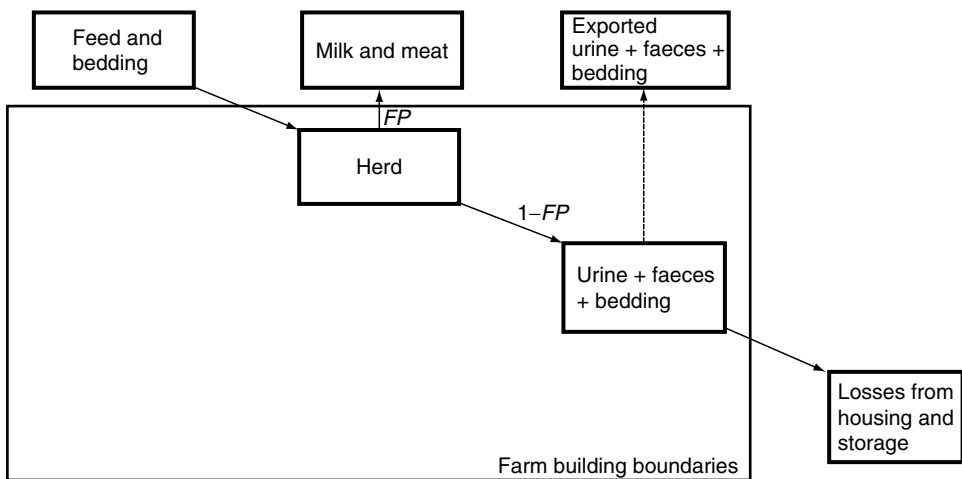 Feed and
bedding
Milk and meat
Exported
urine + faeces +
bedding
FP
Herd
1–FP
Urine + faeces
+ bedding
Losses from
housing and
storage
Farm building boundaries